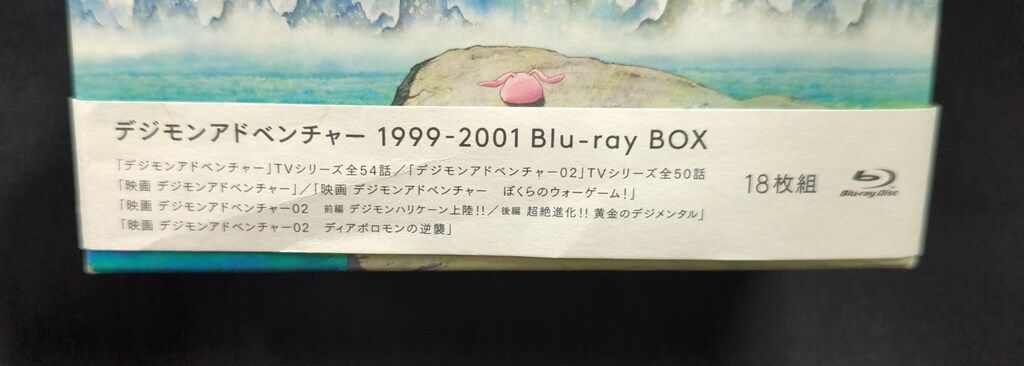 デジモンアドベンチャー 1999-2001 Blu-ray BOX
「デジモンアドベンチャー」TVシリーズ全54話／「デジモンアドベンチャー02」TVシリーズ全50話
「映画 デジモンアドベンチャー」／「映画 デジモンアドベンチャー　ぼくらのウォーゲーム!」
「映画 デジモンアドベンチャー02　前編 デジモンハリケーン上陸!!／後編 超絶進化!! 黄金のデジメンタル」
「映画 デジモンアドベンチャー02　ディアボロモンの逆襲」
18枚組
Blu-ray Disc